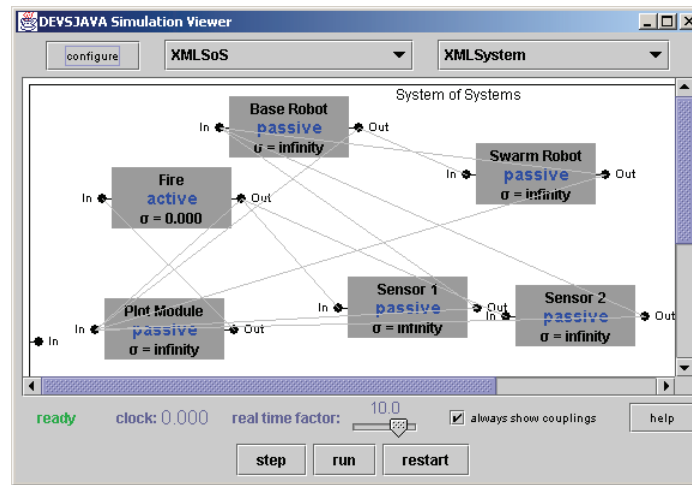 DEVSJAVA Simulation Viewer
configure
XMLSoS
XMLSystem
System of Systems
Base Robot
In
passive
Out
σ = infinity
Swarm Robot
In
passive
Out
σ = infinity
Fire
In
active
Out
σ = 0.000
Sensor 1
In
passive
Out
σ = infinity
Sensor 2
In
passive
Out
σ = infinity
Plot Module
In
passive
Out
σ = infinity
In
ready
clock: 0.000
real time factor:
10.0
always show couplings
help
step
run
restart